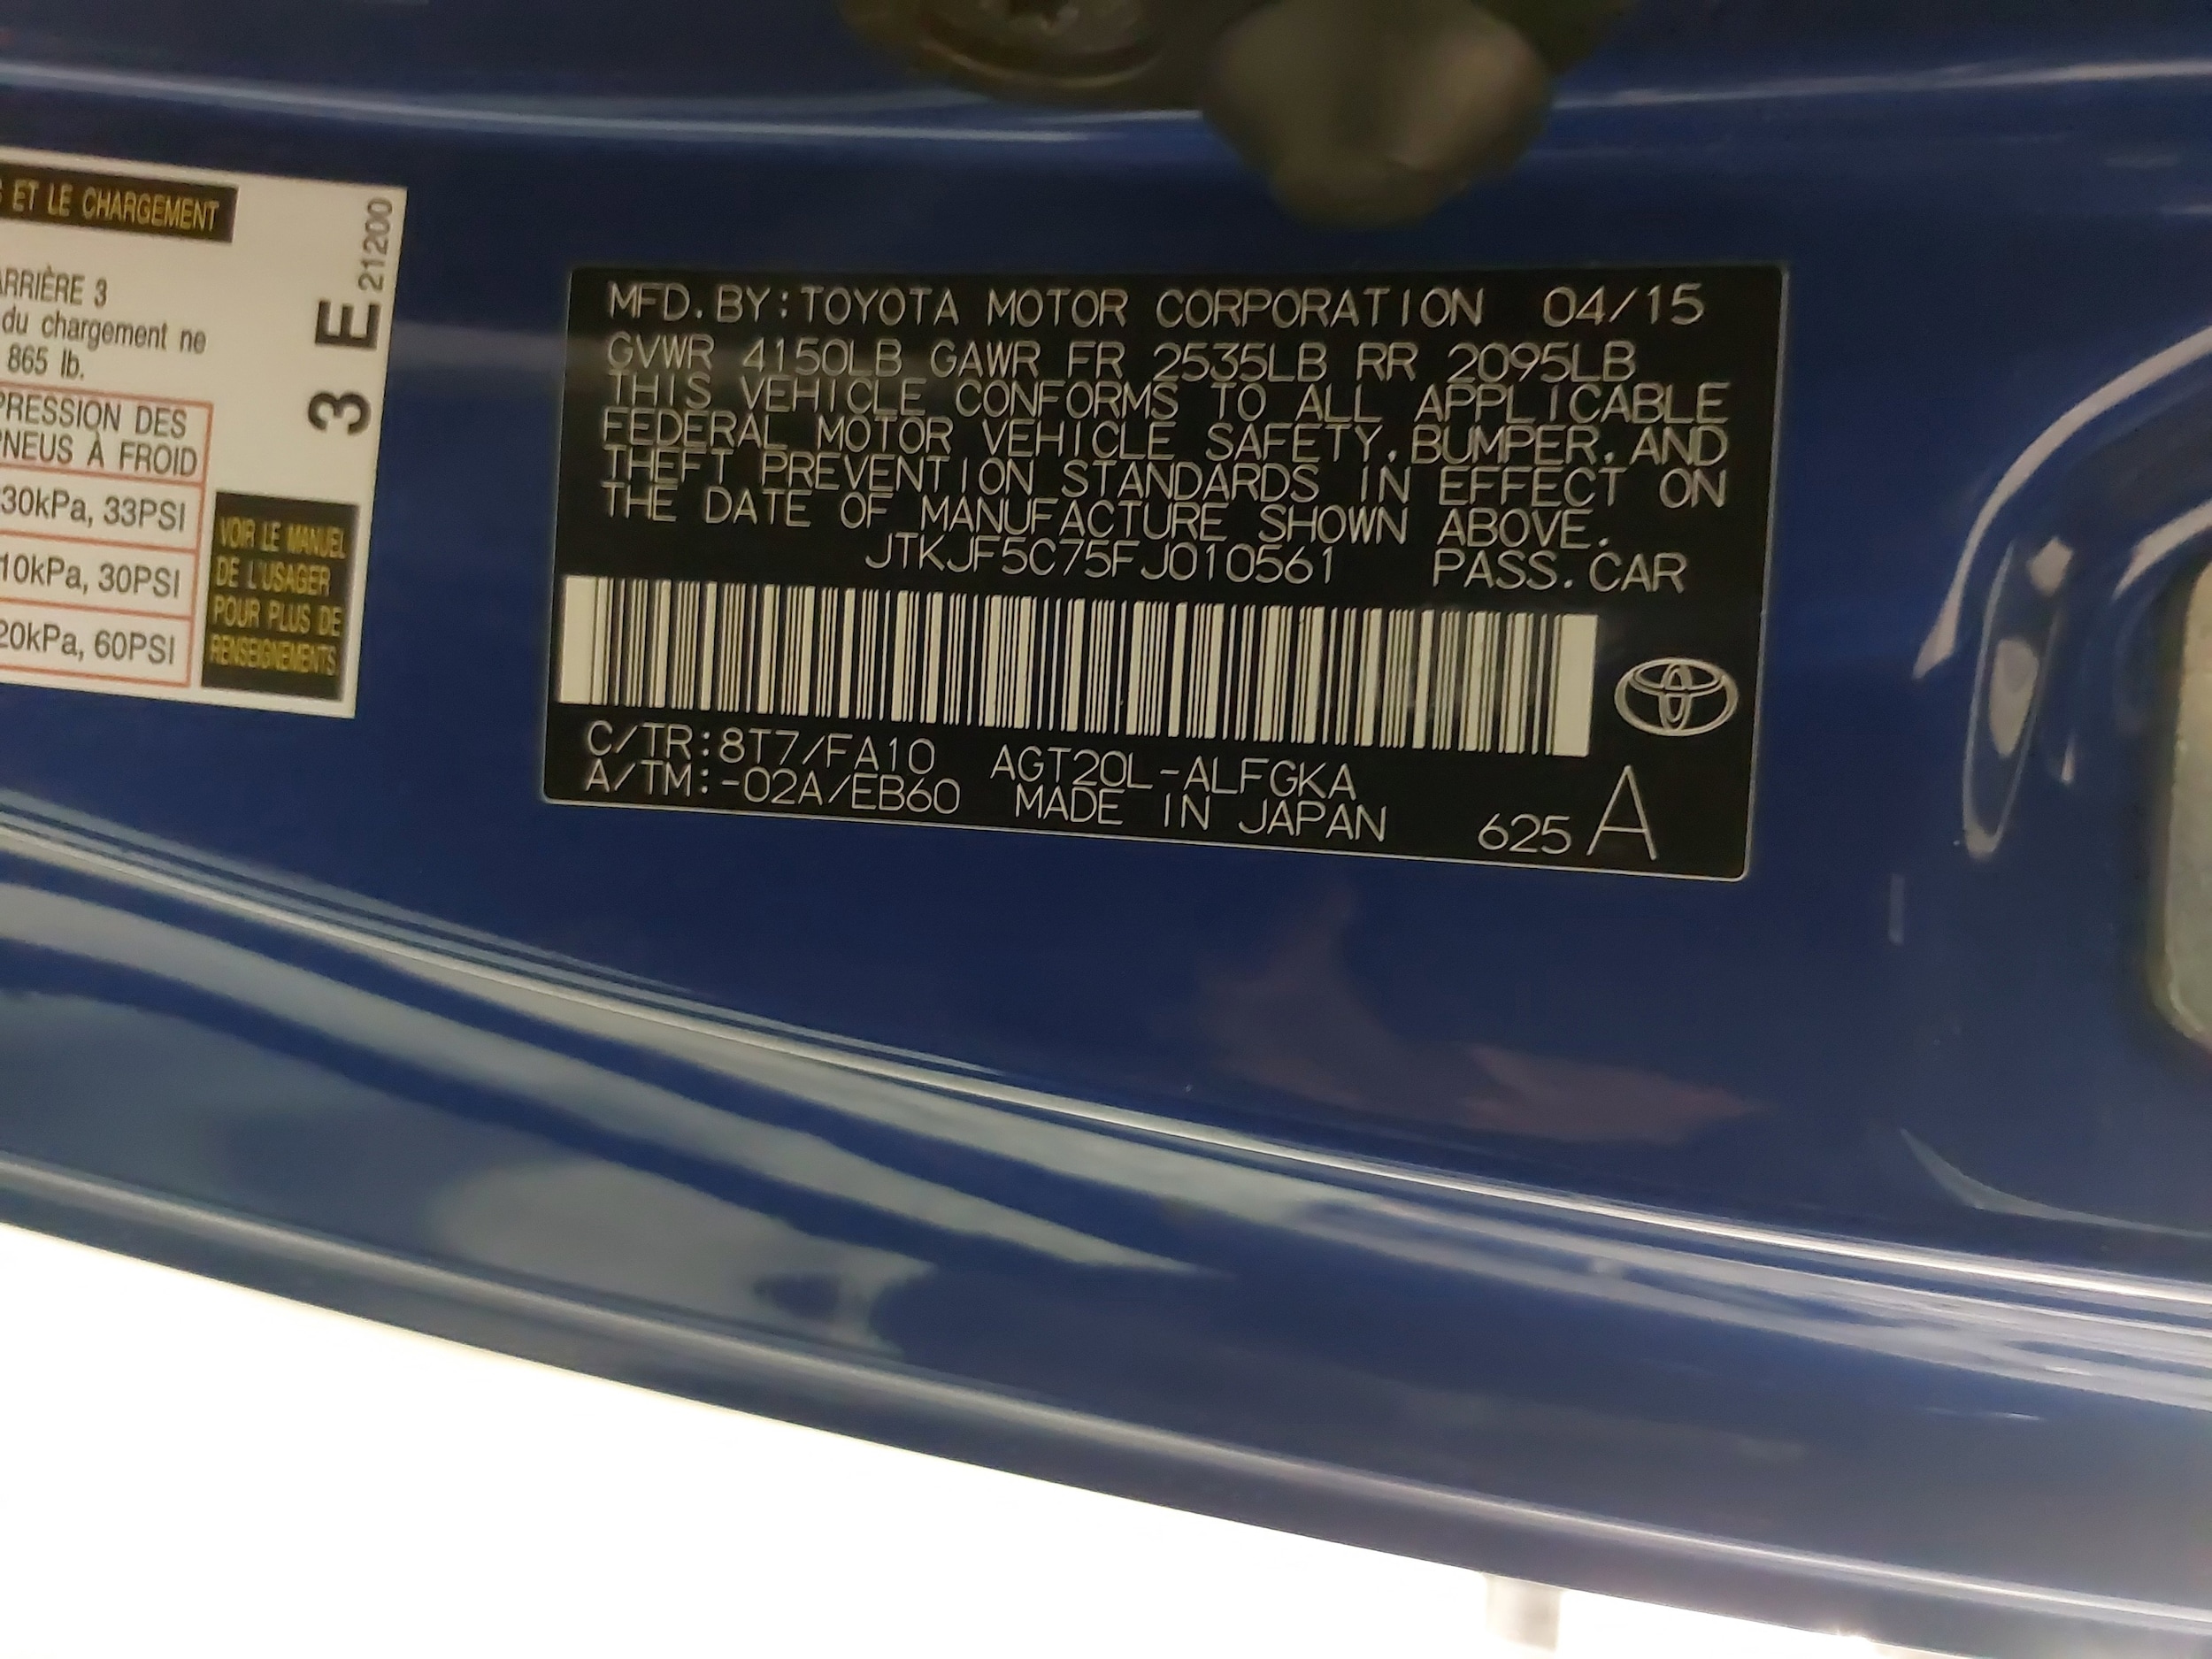 ET LE CHARGEMENT
ARRIÈRE 3
du chargement ne
865 lb.
PRESSION DES
PNEUS À FROID
30kPa, 33PSI
10kPa, 30PSI
20kPa, 60PSI
VOIR LE MANUEL
DE L'USAGER
POUR PLUS DE
RENSEIGNEMENTS
3 E 21200
MFD. BY: TOYOTA MOTOR CORPORATION 04/15
GVWR 4150LB GAWR FR 2535LB RR 2095LB
THIS VEHICLE CONFORMS TO ALL APPLICABLE
FEDERAL MOTOR VEHICLE SAFETY, BUMPER, AND
THEFT PREVENTION STANDARDS IN EFFECT ON
THE DATE OF MANUFACTURE SHOWN ABOVE.
JTKJF5C75FJ010561 PASS. CAR
C/TR: 8T7/FA10 AGT20L-ALFGKA
A/TM: -02A/EB60 MADE IN JAPAN 625 A